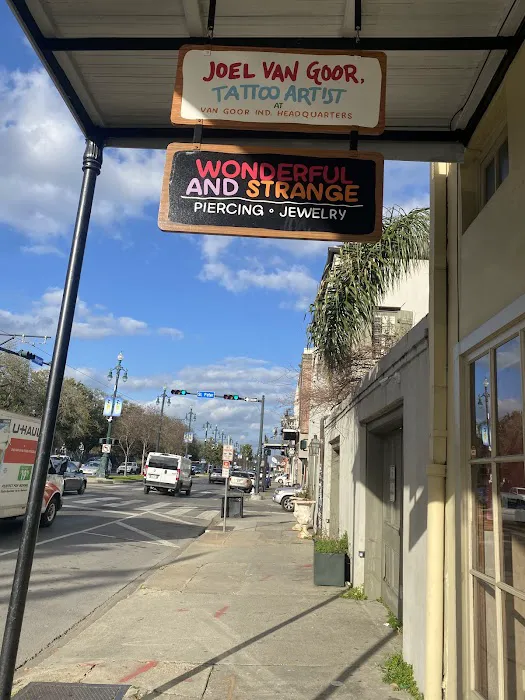 JOEL VAN GOOR,
TATTOO ARTIST
AT
VAN GOOR IND. HEADQUARTERS
WONDERFUL
AND STRANGE
PIERCING • JEWELRY
U-HAUL